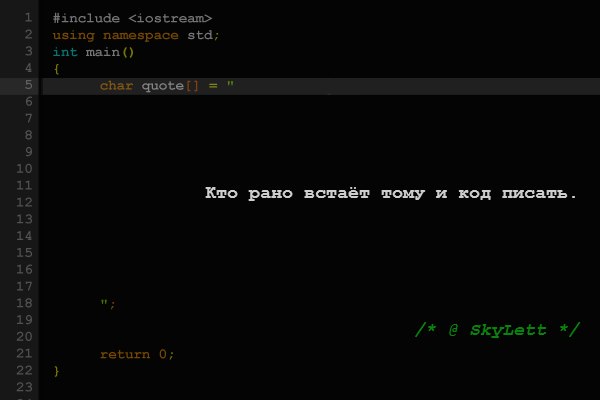 1 #include <iostream>
2 using namespace std;
3 int main()
4 {
5 char quote[] = "
6
7
8
9
10
11 Кто рано встаёт тому и код писать.
12
13
14
15
16
17
18 ";
19
/* @ SkyLett */
20
21 return 0;
22 }
23